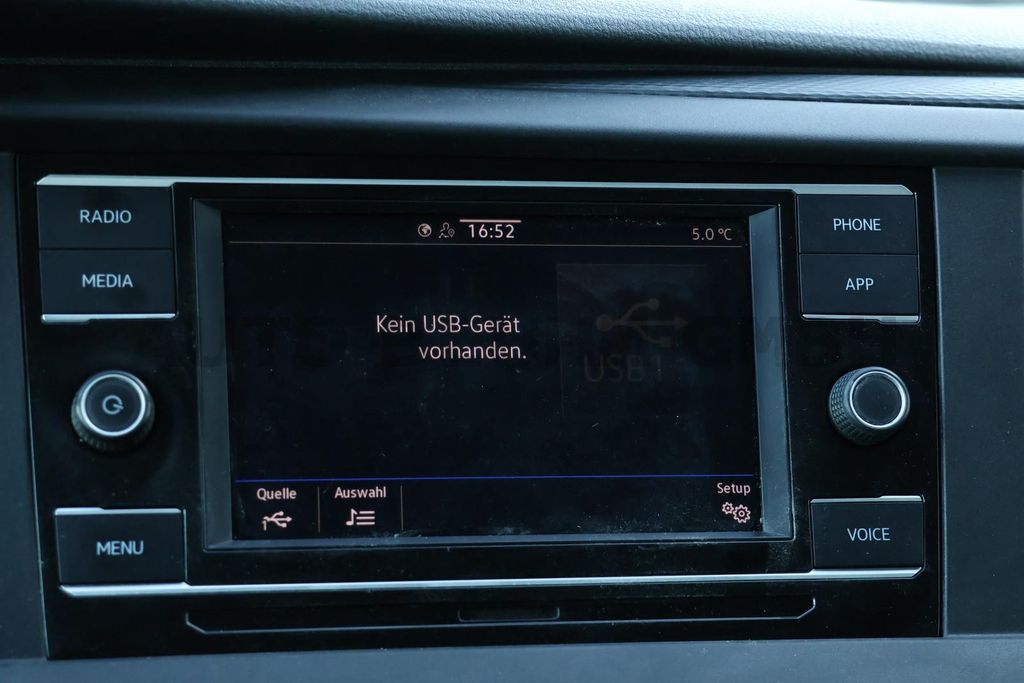 RADIO
MEDIA
16:52
5.0 °C
PHONE
APP
Kein USB-Gerät
vorhanden.
USB 1
Quelle
Auswahl
Setup
MENU
VOICE